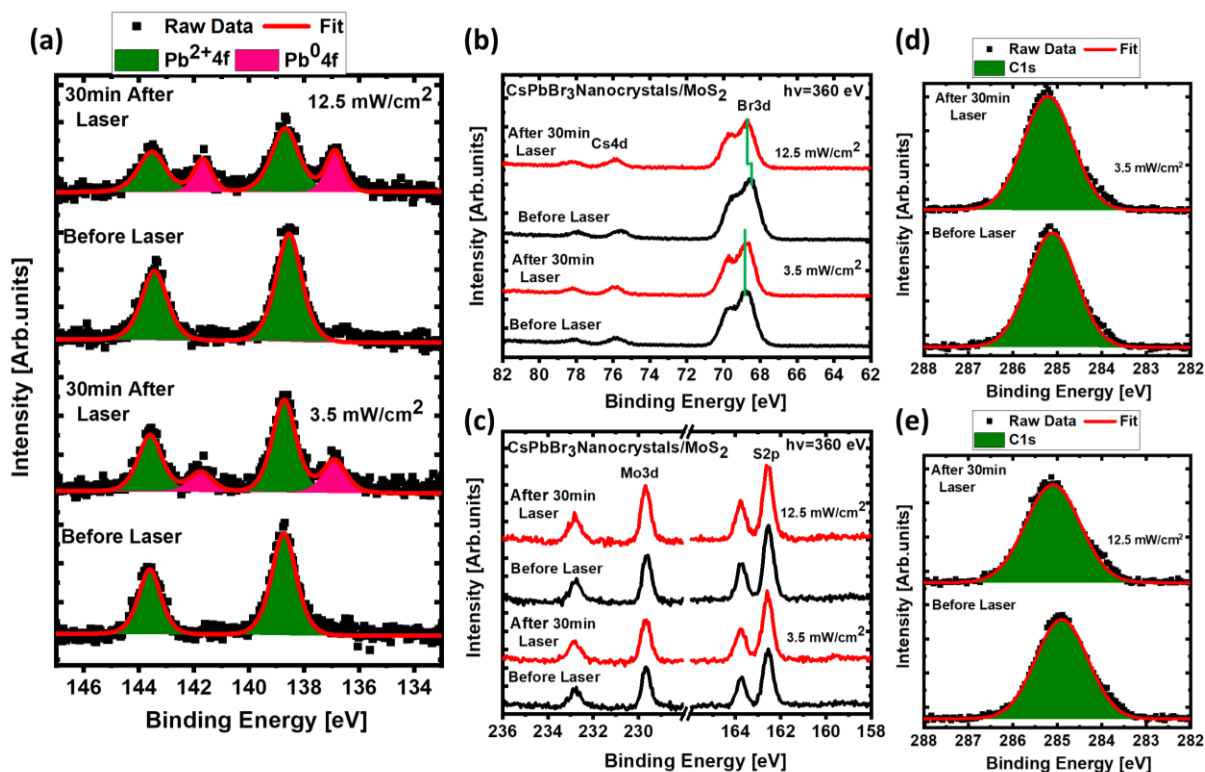 (a)
Raw Data Fit
Pb²⁺4f Pb⁰4f
30min After
Laser
12.5 mW/cm²
Before Laser
30min After
Laser
3.5 mW/cm²
Before Laser
Intensity [Arb.units]
146 144 142 140 138 136 134
Binding Energy [eV]
(b)
CsPbBr₃Nanocrystals/MoS₂ hν=360 eV
Br3d
After 30min
Laser
Cs4d
12.5 mW/cm²
Before Laser
After 30min
Laser
3.5 mW/cm²
Before Laser
Intensity [Arb.units]
82 80 78 76 74 72 70 68 66 64 62
Binding Energy [eV]
(c)
CsPbBr₃Nanocrystals/MoS₂ hν=360 eV
Mo3d
S2p
After 30min
Laser
12.5 mW/cm²
Before Laser
After 30min
Laser
3.5 mW/cm²
Before Laser
Intensity [Arb.units]
236 234 232 230 164 162 160 158
Binding Energy [eV]
(d)
Raw Data Fit
C1s
After 30min
Laser
3.5 mW/cm²
Before Laser
Intensity [Arb.units]
288 287 286 285 284 283 282
Binding Energy [eV]
(e)
Raw Data Fit
C1s
After 30min
Laser
12.5 mW/cm²
Before Laser
Intensity [Arb.units]
288 287 286 285 284 283 282
Binding Energy [eV]